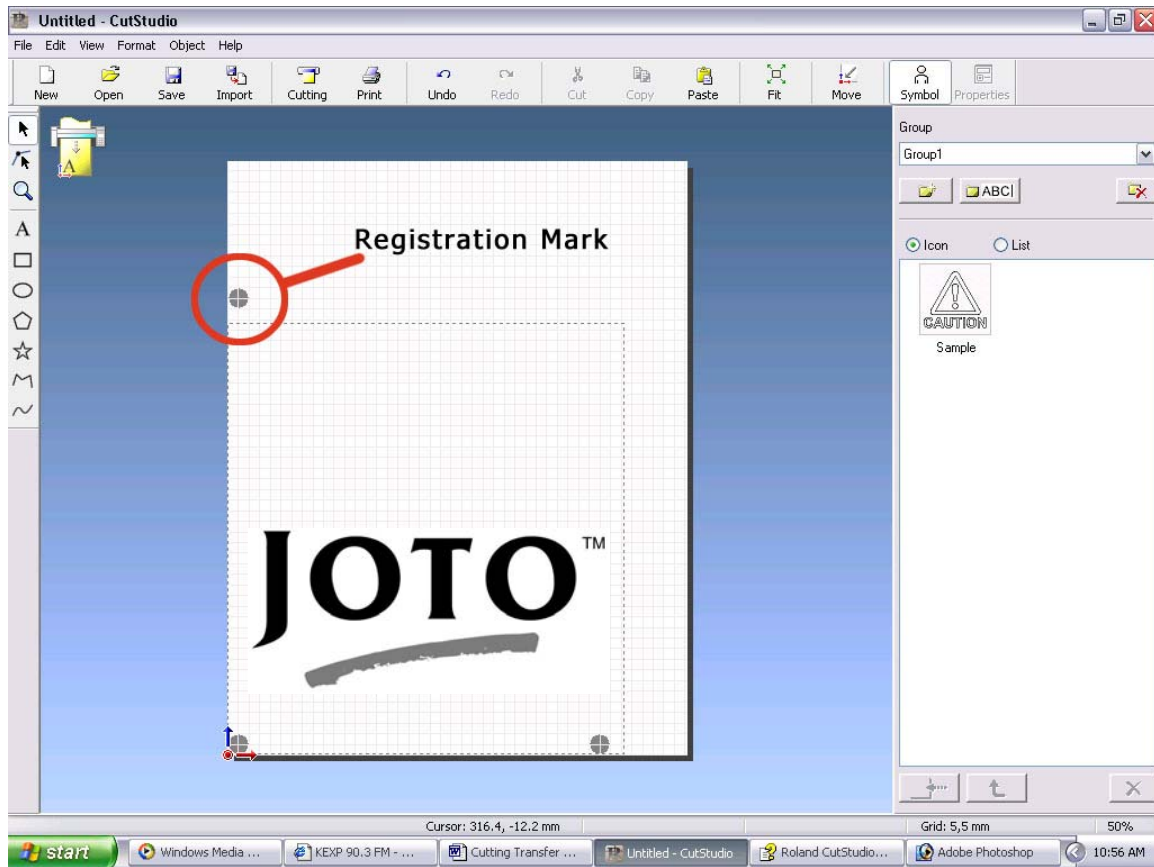 Untitled - CutStudio
File Edit View Format Object Help
New Open Save Import Cutting Print Undo Redo Cut Copy Paste Fit Move Symbol Properties
A
Group
Group1
ABC
Icon List
CAUTION
Sample
A
Registration Mark
JOTO™
Cursor: 316.4, -12.2 mm Grid: 5,5 mm 50%
start Windows Media ... KEXP 90.3 FM - ... Cutting Transfer ... Untitled - CutStudio Roland CutStudio... Adobe Photoshop 10:56 AM